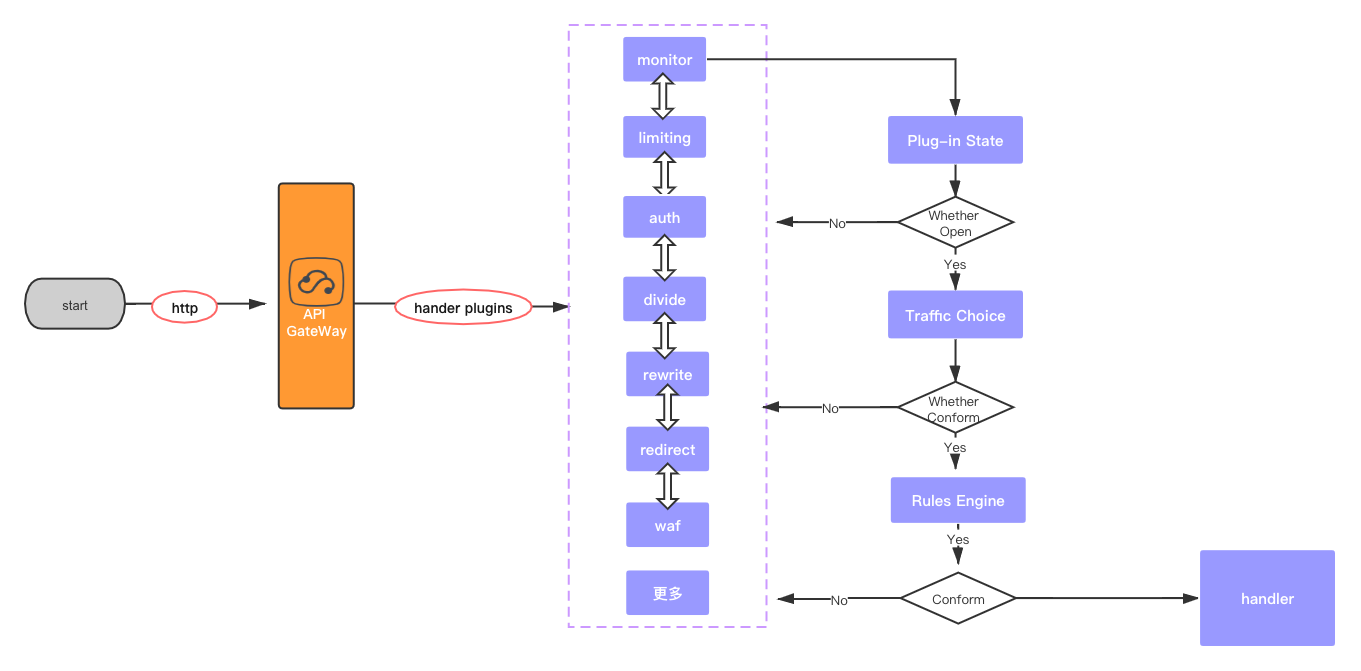 start
http
API
GateWay
hander plugins
monitor
limiting
auth
divide
rewrite
redirect
waf
更多
Plug-in State
Whether
Open
No
Yes
Traffic Choice
Whether
Conform
No
Yes
Rules Engine
Yes
Conform
No
handler